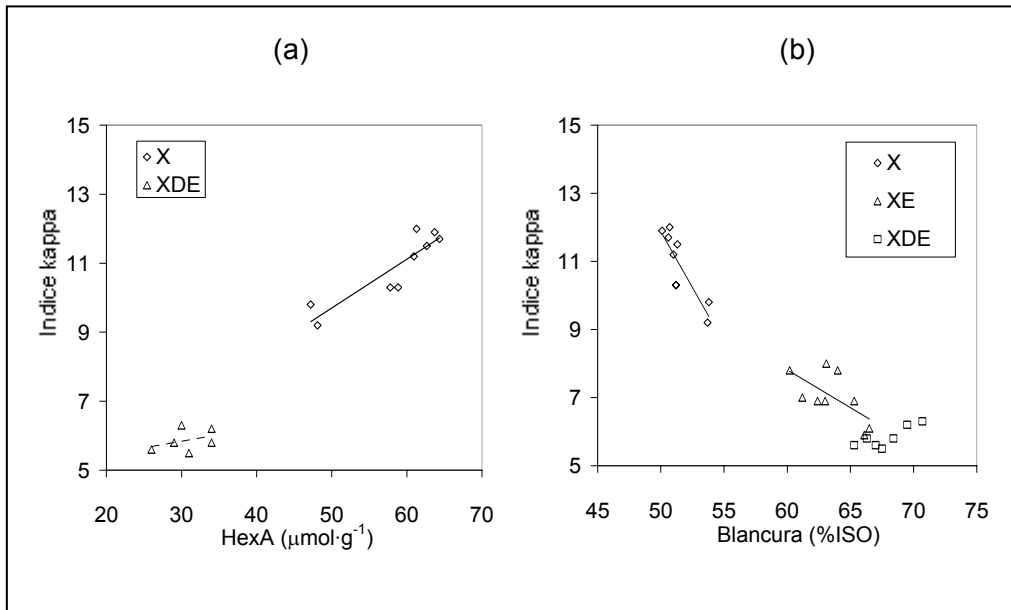 (a)
Indice kappa
15
13
11
9
7
5
X
XDE
20 30 40 50 60 70
HexA (μmol·g⁻¹)
(b)
Indice kappa
15
13
11
9
7
5
X
XE
XDE
45 50 55 60 65 70 75
Blancura (%ISO)